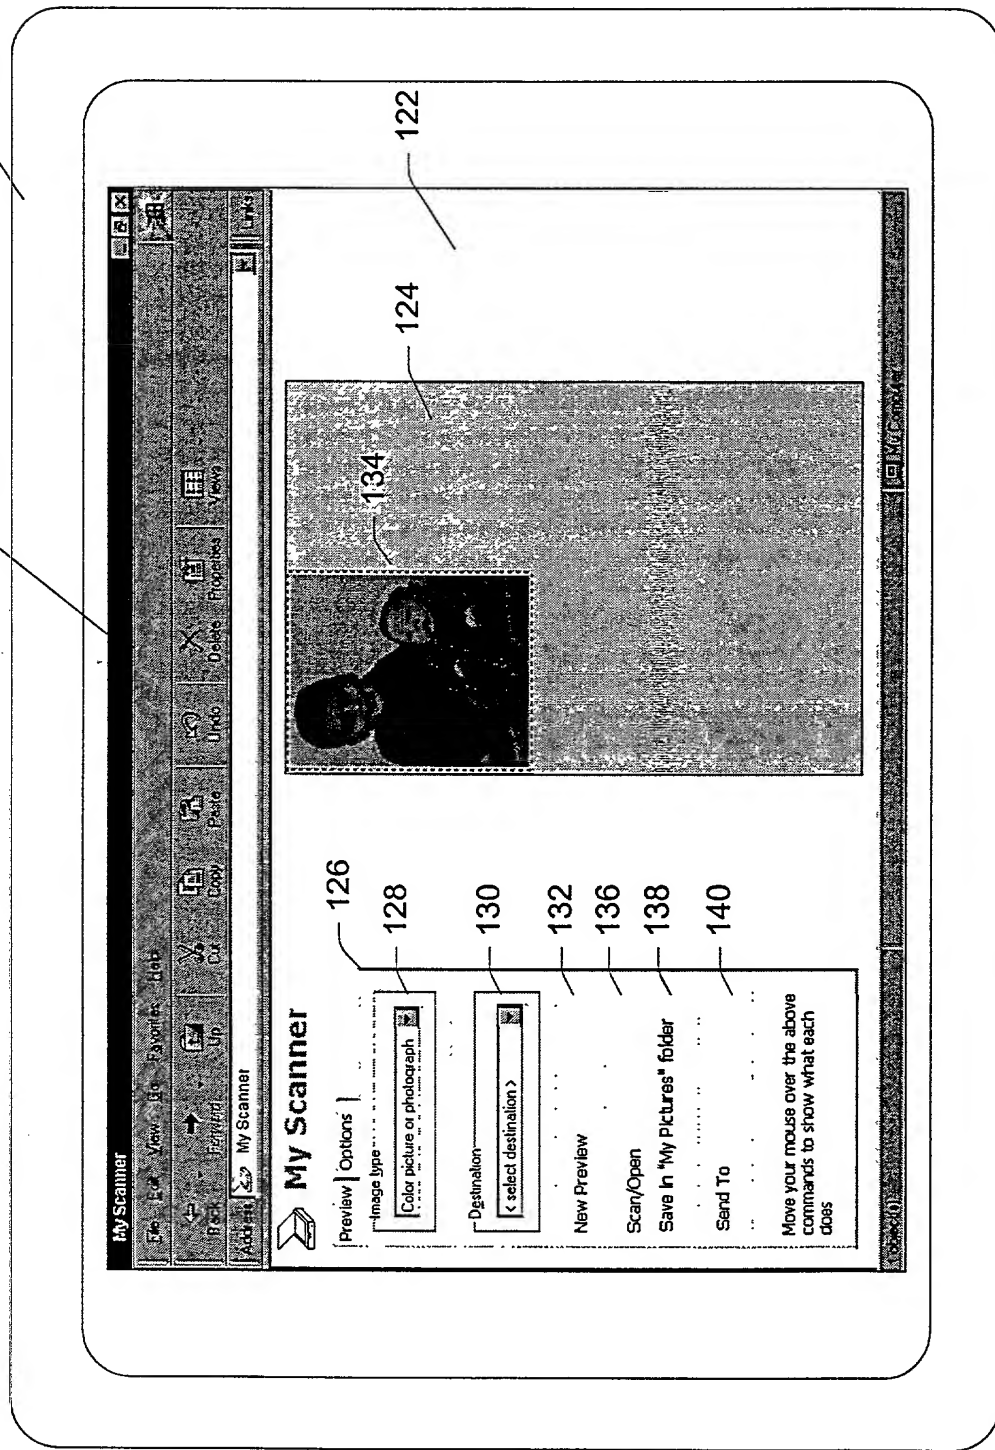 My Scanner
File Edit View Go Favorites Help
Back Forward Up Cut Copy Paste Undo Delete Properties Views
Address My Scanner Links
My Scanner
Preview Options
Image type
Color picture or photograph
Destination
< select destination >
New Preview
Scan/Open
Save In "My Pictures" folder
Send To
Move your mouse over the above
commands to show what each
does
126
128
130
132
136
138
140
134
124
122
1 object(s) My Computer